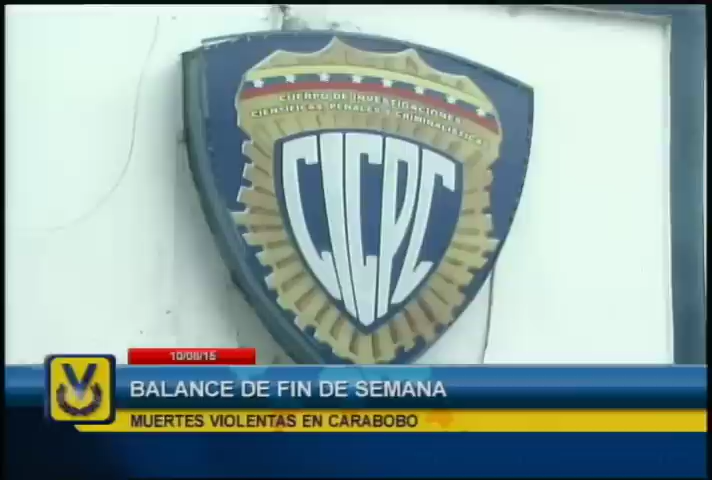 CUERPO DE INVESTIGACIONES
CIENTÍFICAS, PENALES Y CRIMINALÍSTICAS
CICPC
10/08/15
BALANCE DE FIN DE SEMANA
MUERTES VIOLENTAS EN CARABOBO